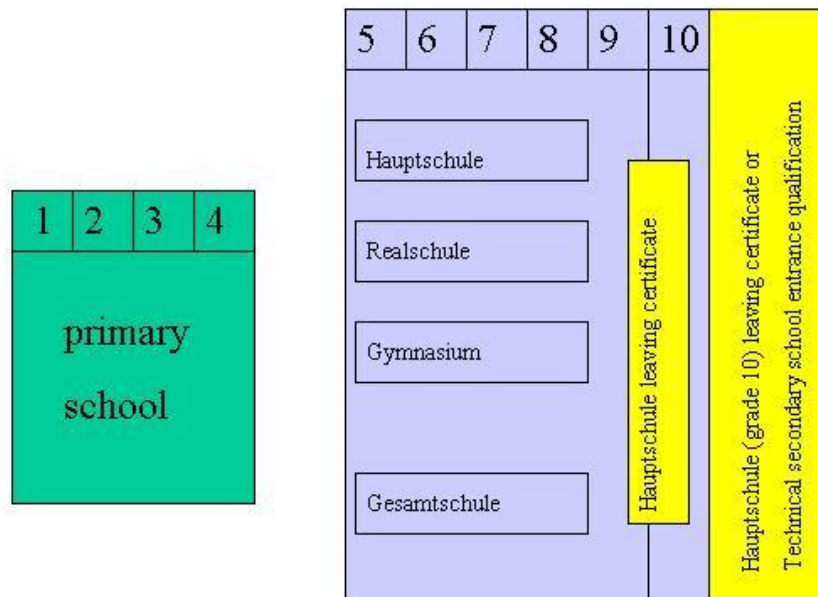 1 2 3 4
primary
school
5 6 7 8 9 10
Hauptschule
Realschule
Gymnasium
Gesamtschule
Hauptschule leaving certificate
Hauptschule (grade 10) leaving certificate or
Technical secondary school entrance qualification